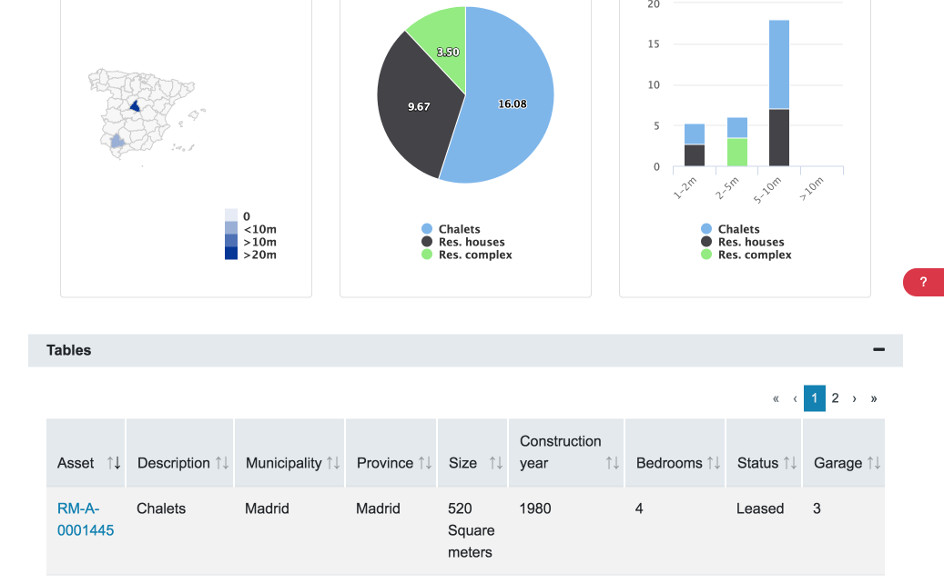 0
<10m
>10m
>20m
3.50
9.67
16.08
Chalets
Res. houses
Res. complex
20
15
10
5
0
1-2m
2-5m
5-10m
>10m
Chalets
Res. houses
Res. complex
?
Tables
« ‹ 1 2 › »
Asset Description Municipality Province Size Construction year Bedrooms Status Garage
RM-A-0001445 Chalets Madrid Madrid 520 Square meters 1980 4 Leased 3